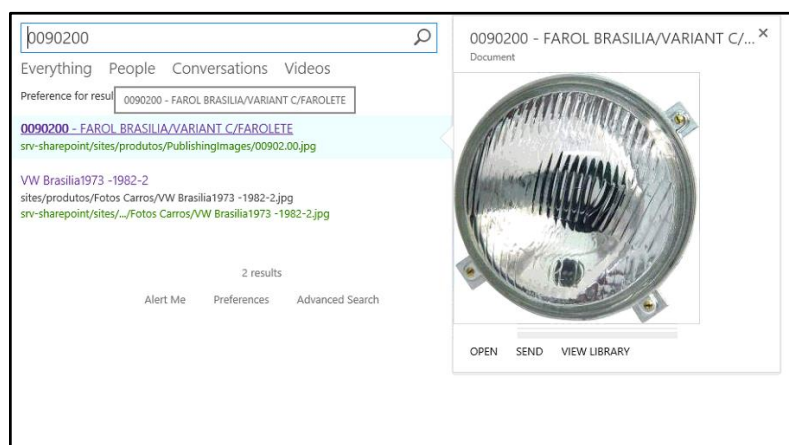 0090200
Everything People Conversations Videos
Preference for resul
0090200 - FAROL BRASILIA/VARIANT C/FAROLETE
0090200 - FAROL BRASILIA/VARIANT C/FAROLETE
srv-sharepoint/sites/produtos/PublishingImages/00902.00.jpg
VW Brasilia1973 -1982-2
sites/produtos/Fotos Carros/VW Brasilia1973 -1982-2.jpg
srv-sharepoint/sites/.../Fotos Carros/VW Brasilia1973 -1982-2.jpg
2 results
Alert Me Preferences Advanced Search
0090200 - FAROL BRASILIA/VARIANT C/...
Document
OPEN SEND VIEW LIBRARY